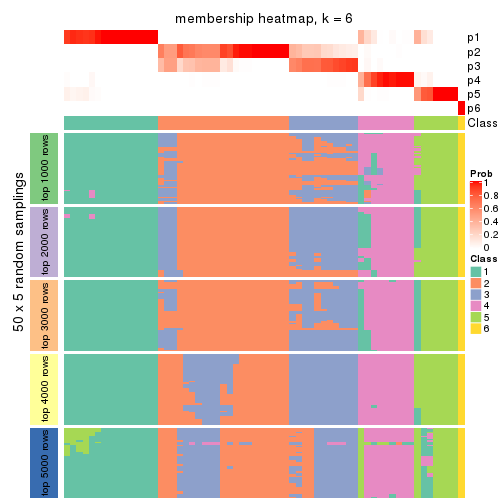 membership heatmap, k = 6
p1
p2
p3
p4
p5
p6
Class
50 x 5 random samplings
top 1000 rows
top 2000 rows
top 3000 rows
top 4000 rows
top 5000 rows
Prob
1
0.8
0.6
0.4
0.2
0
Class
1
2
3
4
5
6